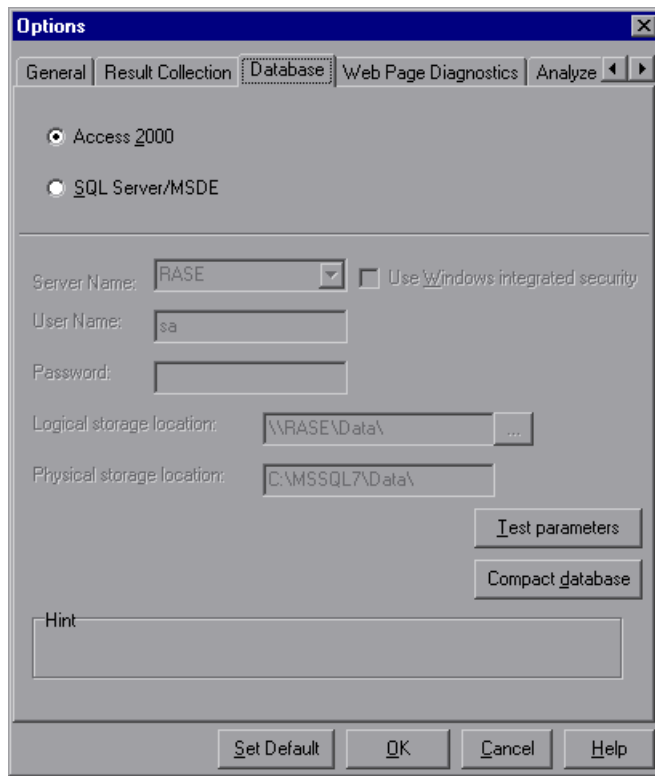 Options
General Result Collection Database Web Page Diagnostics Analyze
Access 2000
SQL Server/MSDE
Server Name: RASE Use Windows integrated security
User Name: sa
Password:
Logical storage location: \\RASE\Data\ ...
Physical storage location: C:\MSSQL7\Data\
Test parameters
Compact database
Hint
Set Default OK Cancel Help